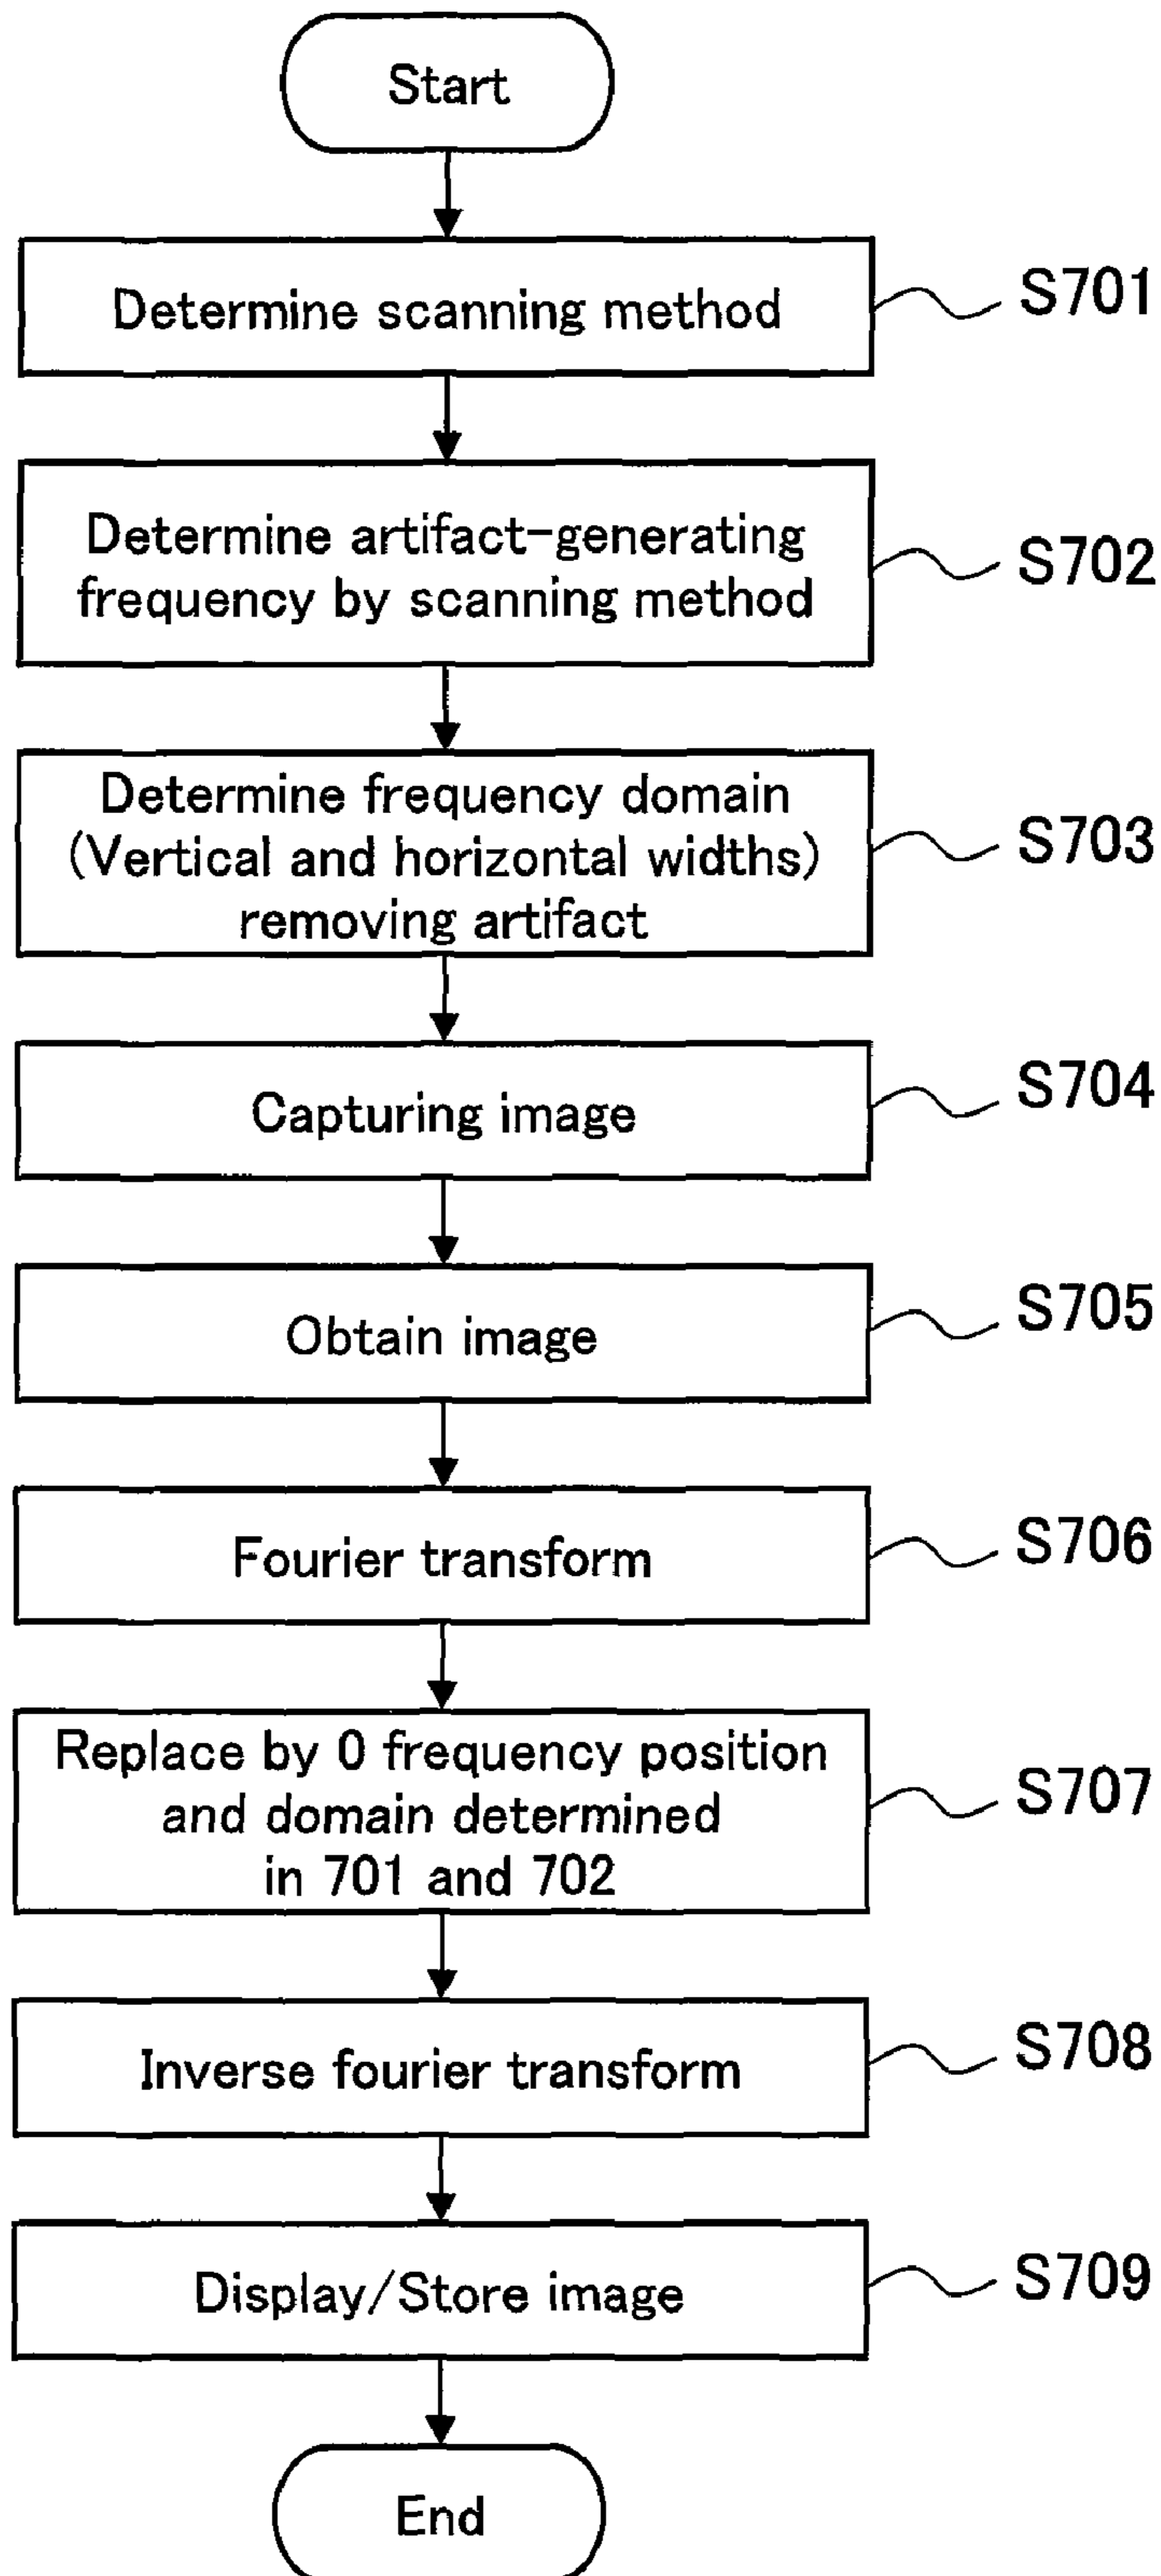 Start
Determine scanning method
S701
Determine artifact-generating
frequency by scanning method
S702
Determine frequency domain
(Vertical and horizontal widths)
removing artifact
S703
Capturing image
S704
Obtain image
S705
Fourier transform
S706
Replace by 0 frequency position
and domain determined
in 701 and 702
S707
Inverse fourier transform
S708
Display/Store image
S709
End